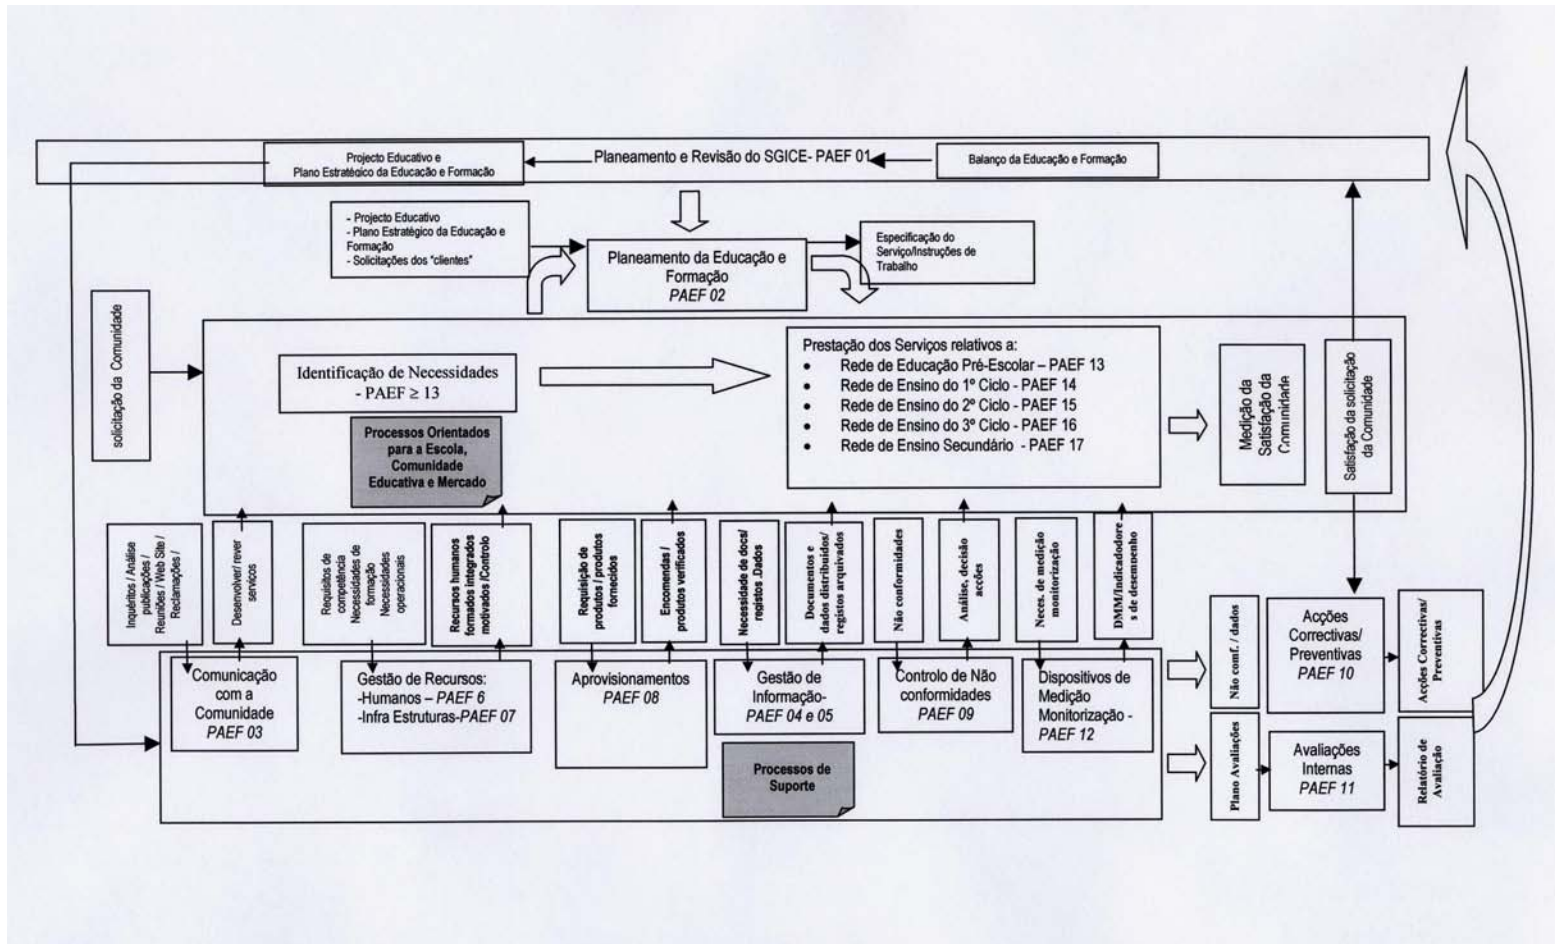 Projecto Educativo e
Plano Estratégico da Educação e Formação
Planeamento e Revisão do SGICE- PAEF 01
Balanço da Educação e Formação
- Projecto Educativo
- Plano Estratégico da Educação e
Formação
- Solicitações dos "clientes"
Planeamento da Educação e
Formação
PAEF 02
Especificação do
Serviço/Instruções de
Trabalho
solicitação da Comunidade
Identificação de Necessidades
- PAEF ≥ 13
Processos Orientados
para a Escola,
Comunidade
Educativa e Mercado
Prestação dos Serviços relativos a:
• Rede de Educação Pré-Escolar – PAEF 13
• Rede de Ensino do 1º Ciclo - PAEF 14
• Rede de Ensino do 2º Ciclo - PAEF 15
• Rede de Ensino do 3º Ciclo - PAEF 16
• Rede de Ensino Secundário - PAEF 17
Medição da
Satisfação da
Comunidade
Satisfação da solicitação
da Comunidade
Inquéritos / Análise
publicações /
Reuniões / Web Site /
Reclamações /
Desenvolver/ rever
serviços
Requisitos de
competência
Necessidades de
formação
Necessidades
operacionais
Recursos humanos
formados integrados
motivados /Controlo
Requisição de
produtos / produtos
fornecidos
Encomendas /
produtos verificados
Necessidade de docs/
registos .Dados
Documentos e
dados distribuidos/
registos arquivados
Não conformidades
Análise, decisão
acções
Neces. de medição
monitorização
DMM/Indicadodore
s de desempenho
Comunicação
com a
Comunidade
PAEF 03
Gestão de Recursos:
-Humanos – PAEF 6
-Infra Estruturas-PAEF 07
Aprovisionamentos
PAEF 08
Gestão de
Informação-
PAEF 04 e 05
Controlo de Não
conformidades
PAEF 09
Dispositivos de
Medição
Monitorização -
PAEF 12
Processos de
Suporte
Não comf. / dados
Acções
Correctivas/
Preventivas
PAEF 10
Acções Correctivas/
Preventivas
Plano Avaliações
Avaliações
Internas
PAEF 11
Relatório de
Avaliação